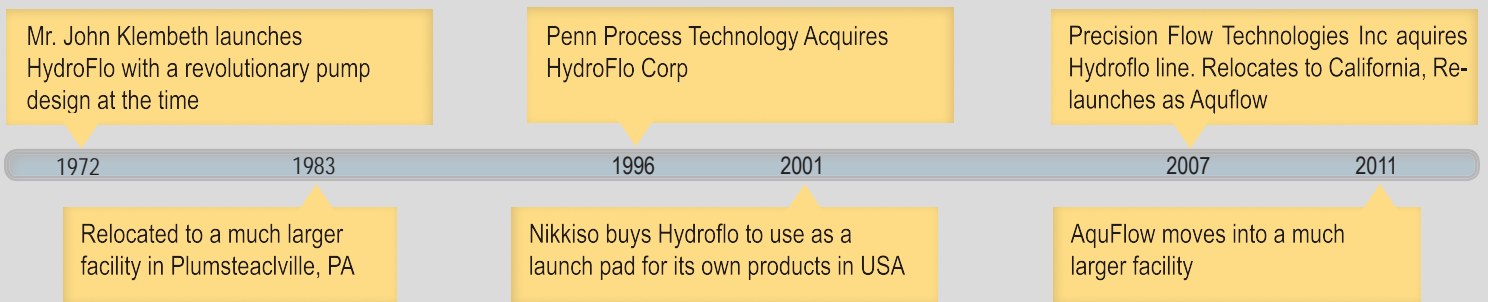 Mr. John Klembeth launches
HydroFlo with a revolutionary pump
design at the time
Penn Process Technology Acquires
HydroFlo Corp
Precision Flow Technologies Inc aquires
Hydroflo line. Relocates to California, Re-
launches as Aquflow
1972
1983
1996
2001
2007
2011
Relocated to a much larger
facility in Plumsteaclville, PA
Nikkiso buys Hydroflo to use as a
launch pad for its own products in USA
AquFlow moves into a much
larger facility